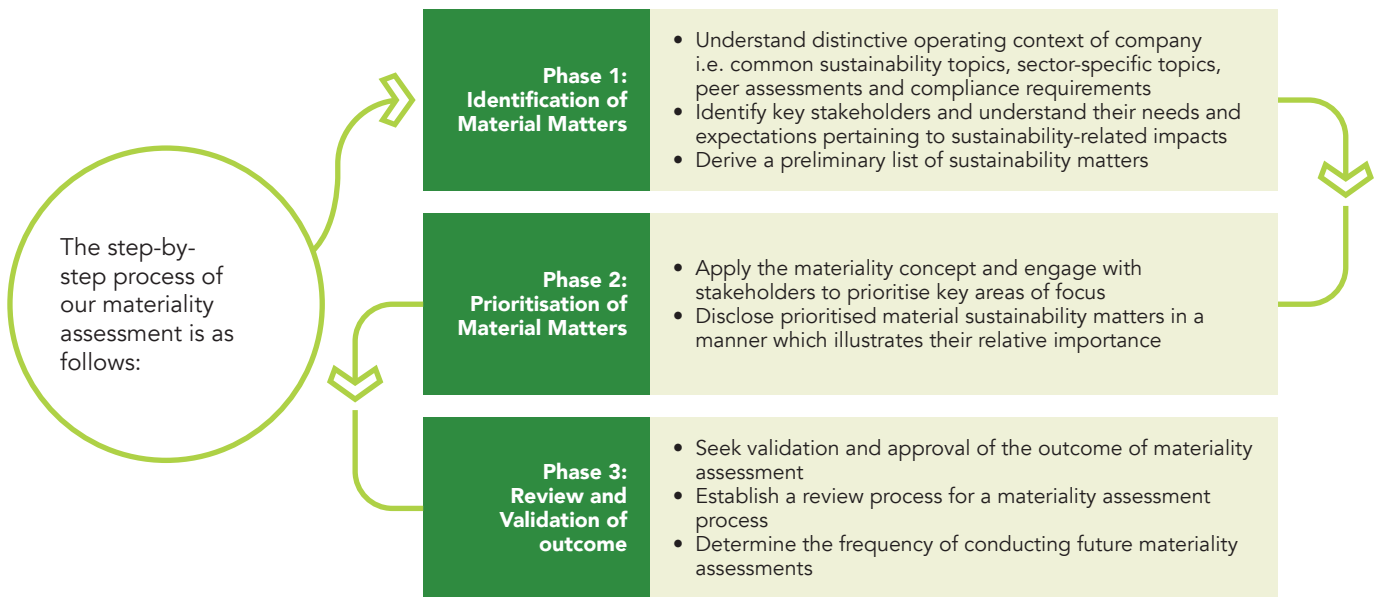 The step-by-
step process of
our materiality
assessment is as
follows:
Phase 1:
Identification of
Material Matters
• Understand distinctive operating context of company
i.e. common sustainability topics, sector-specific topics,
peer assessments and compliance requirements
• Identify key stakeholders and understand their needs and
expectations pertaining to sustainability-related impacts
• Derive a preliminary list of sustainability matters
Phase 2:
Prioritisation of
Material Matters
• Apply the materiality concept and engage with
stakeholders to prioritise key areas of focus
• Disclose prioritised material sustainability matters in a
manner which illustrates their relative importance
Phase 3:
Review and
Validation of
outcome
• Seek validation and approval of the outcome of materiality
assessment
• Establish a review process for a materiality assessment
process
• Determine the frequency of conducting future materiality
assessments